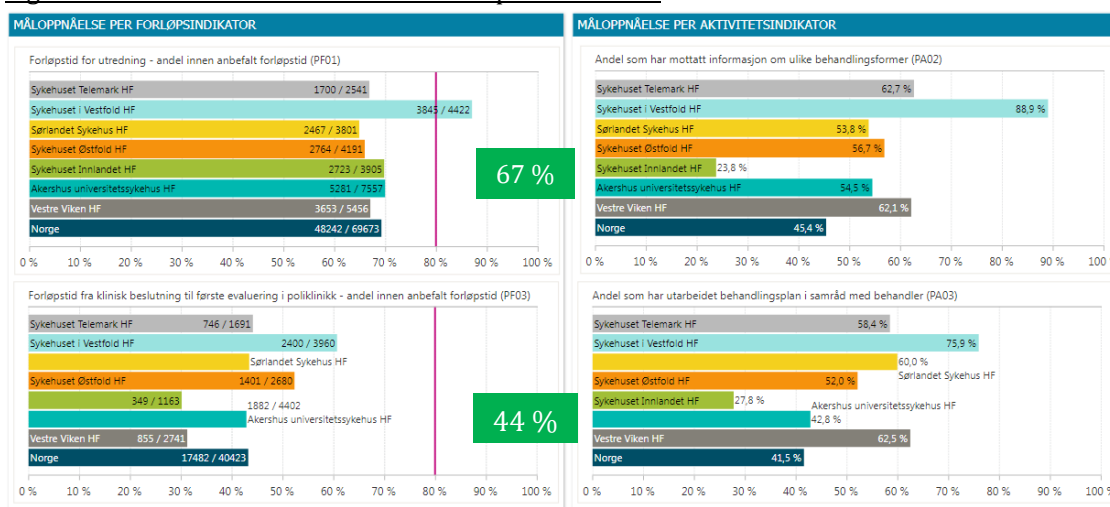 MÅLOPPNÅELSE PER FORLØPSINDIKATOR
Forløpstid for utredning - andel innen anbefalt forløpstid (PF01)
Sykehuset Telemark HF 1700 / 2541
Sykehuset i Vestfold HF 3845 / 4422
Sørlandet Sykehus HF 2467 / 3801
Sykehuset Østfold HF 2764 / 4191
Sykehuset Innlandet HF 2723 / 3905
Akershus universitetssykehus HF 5281 / 7557
Vestre Viken HF 3653 / 5456
Norge 48242 / 69673
0 % 10 % 20 % 30 % 40 % 50 % 60 % 70 % 80 % 90 % 100 %
67 %
Forløpstid fra klinisk beslutning til første evaluering i poliklinikk - andel innen anbefalt forløpstid (PF03)
Sykehuset Telemark HF 746 / 1691
Sykehuset i Vestfold HF 2400 / 3960
Sørlandet Sykehus HF
Sykehuset Østfold HF 1401 / 2680
349 / 1163
1882 / 4402
Akershus universitetssykehus HF
Vestre Viken HF 855 / 2741
Norge 17482 / 40423
0 % 10 % 20 % 30 % 40 % 50 % 60 % 70 % 80 % 90 % 100 %
44 %
MÅLOPPNÅELSE PER AKTIVITETSINDIKATOR
Andel som har mottatt informasjon om ulike behandlingsformer (PA02)
Sykehuset Telemark HF 62,7 %
Sykehuset i Vestfold HF 88,9 %
Sørlandet Sykehus HF 53,8 %
Sykehuset Østfold HF 56,7 %
Sykehuset Innlandet HF 23,8 %
Akershus universitetssykehus HF 54,5 %
Vestre Viken HF 62,1 %
Norge 45,4 %
0 % 10 % 20 % 30 % 40 % 50 % 60 % 70 % 80 % 90 % 100
Andel som har utarbeidet behandlingsplan i samråd med behandler (PA03)
Sykehuset Telemark HF 58,4 %
Sykehuset i Vestfold HF 75,9 %
60,0 %
Sørlandet Sykehus HF
Sykehuset Østfold HF 52,0 %
Sykehuset Innlandet HF 27,8 %
Akershus universitetssykehus HF
42,8 %
Vestre Viken HF 62,5 %
Norge 41,5 %
0 % 10 % 20 % 30 % 40 % 50 % 60 % 70 % 80 % 90 % 100 %